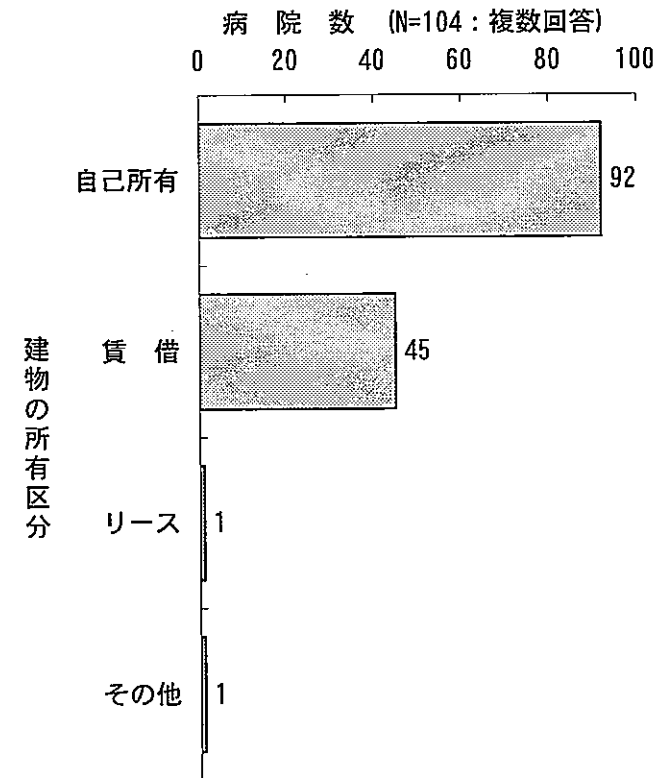 病 院 数 (N=104：複数回答)
0 20 40 60 80 100
自己所有 92
賃 借 45
リース 1
その他 1
建物の所有区分